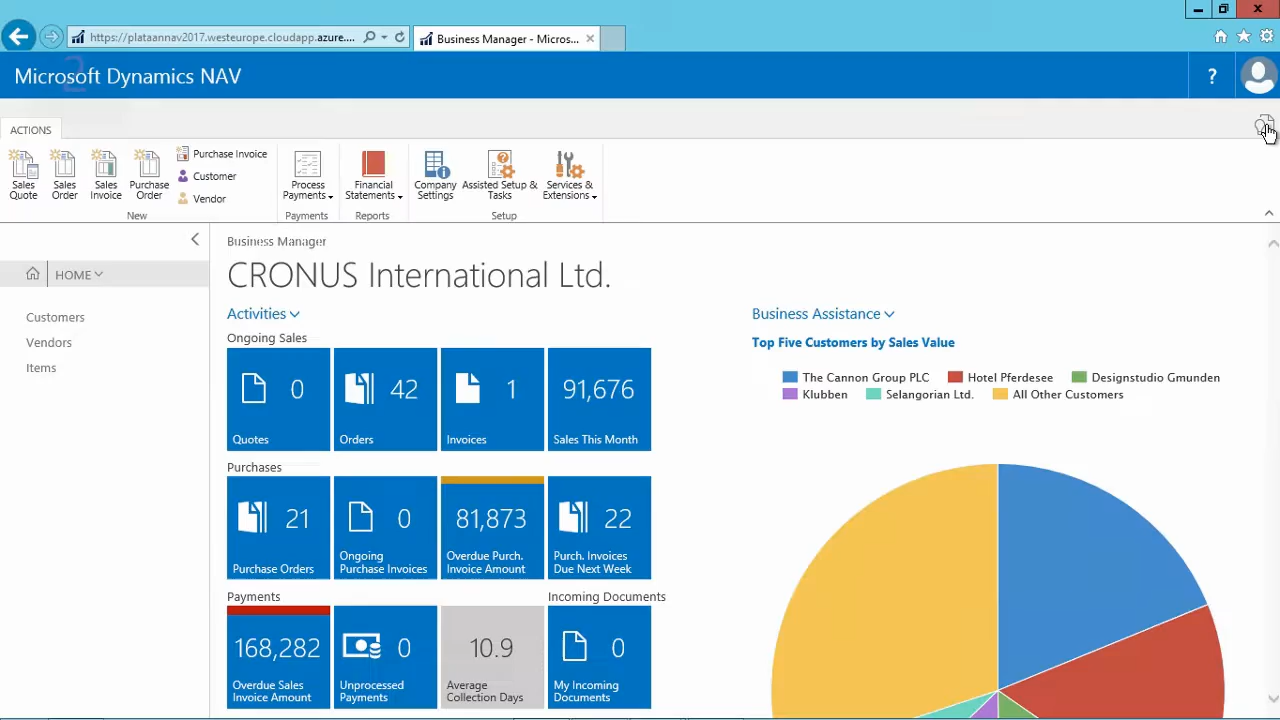 https://plataannav2017.westeurope.cloudapp.azure....
Business Manager - Micros...
Microsoft Dynamics NAV
2
?
ACTIONS
Sales Quote
Sales Order
Sales Invoice
Purchase Order
Purchase Invoice
Customer
Vendor
New
Process Payments
Payments
Financial Statements
Reports
Company Settings
Assisted Setup & Tasks
Services & Extensions
Setup
HOME
Customers
Vendors
Items
Business Manager
CRONUS International Ltd.
Activities
Ongoing Sales
0
Quotes
42
Orders
1
Invoices
91,676
Sales This Month
Purchases
21
Purchase Orders
0
Ongoing
Purchase Invoices
81,873
Overdue Purch.
Invoice Amount
22
Purch. Invoices
Due Next Week
Payments
168,282
Overdue Sales
Invoice Amount
0
Unprocessed
Payments
10.9
Average
Collection Days
Incoming Documents
0
My Incoming
Documents
Business Assistance
Top Five Customers by Sales Value
The Cannon Group PLC
Hotel Pferdesee
Designstudio Gmunden
Klubben
Selangorian Ltd.
All Other Customers